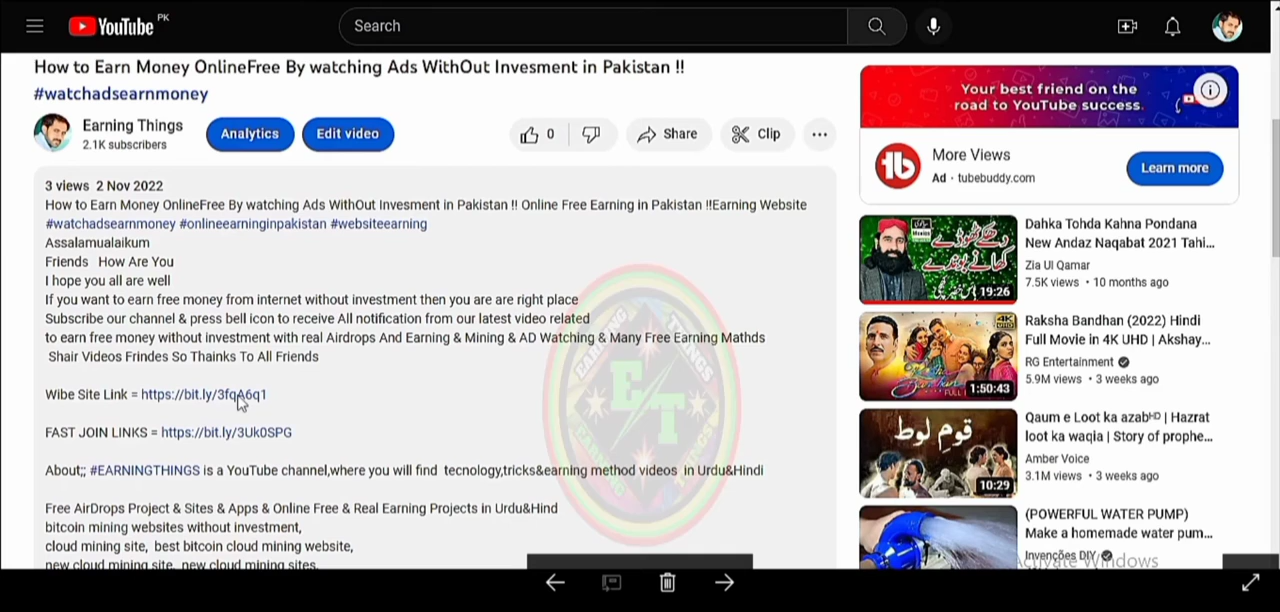 YouTube PK
Search
How to Earn Money OnlineFree By watching Ads WithOut Invesment in Pakistan !!
#watchadsearnmoney
Earning Things
2.1K subscribers
Analytics
Edit video
0
Share
Clip
3 views 2 Nov 2022
How to Earn Money OnlineFree By watching Ads WithOut Invesment in Pakistan !! Online Free Earning in Pakistan !!Earning Website
#watchadsearnmoney #onlineearninginpakistan #websiteearning
Assalamualaikum
Friends How Are You
I hope you all are well
If you want to earn free money from internet without investment then you are are right place
Subscribe our channel & press bell icon to receive All notification from our latest video related
to earn free money without investment with real Airdrops And Earning & Mining & AD Watching & Many Free Earning Mathds
Shair Videos Frindes So Thainks To All Friends
Wibe Site Link = https://bit.ly/3fqA6q1
FAST JOIN LINKS = https://bit.ly/3Uk0SPG
About;; #EARNINGTHINGS is a YouTube channel,where you will find tecnology,tricks&earning method videos in Urdu&Hindi
Free AirDrops Project & Sites & Apps & Online Free & Real Earning Projects in Urdu&Hind
bitcoin mining websites without investment,
cloud mining site, best bitcoin cloud mining website,
new cloud mining site, new cloud mining sites,
EARNING THINGS
ET
Your best friend on the
road to YouTube success.
More Views
Ad · tubebuddy.com
Learn more
19:26
Dahka Tohda Kahna Pondana
New Andaz Naqabat 2021 Tahi...
Zia Ul Qamar
7.5K views • 10 months ago
4K
UHD
1:50:43
Raksha Bandhan (2022) Hindi
Full Movie in 4K UHD | Akshay...
RG Entertainment
5.9M views • 3 weeks ago
قوم لوط
10:29
Qaum e Loot ka azabᴴᴰ | Hazrat
loot ka waqia | Story of prophe...
Amber Voice
3.1M views • 3 weeks ago
(POWERFUL WATER PUMP)
Make a homemade water pum...
Invenções DIY
Activate Windows